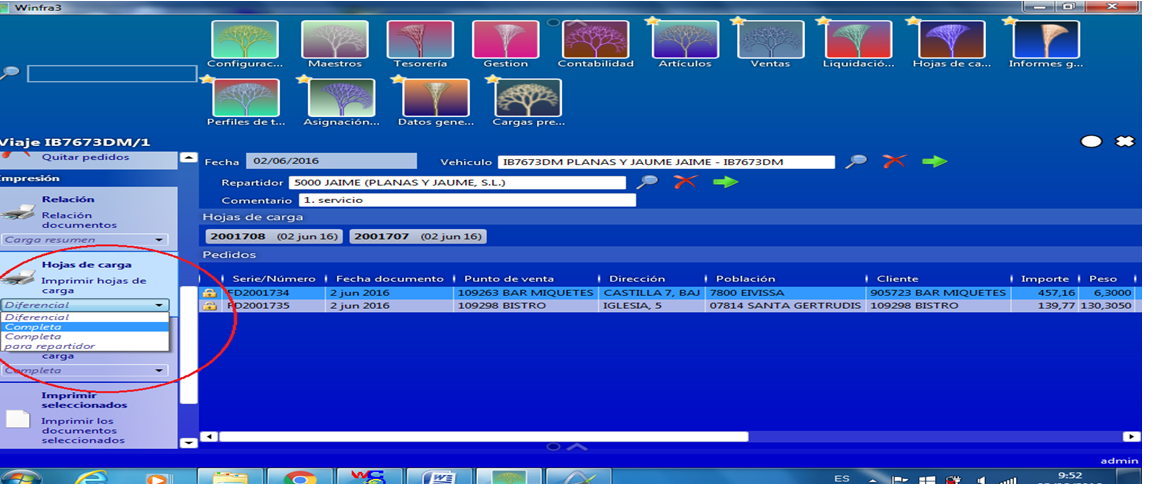 Winfra3
Configurac... Maestros Tesorería Gestion Contabilidad Artículos Ventas Liquidació... Hojas de ca... Informes g...
Perfiles de t... Asignación... Datos gene... Cargas pre...
Viaje IB7673DM/1
Quitar pedidos
Impresión
Relación
Relación
documentos
Carga resumen
Hojas de carga
Imprimir hojas de
carga
Diferencial
Diferencial
Completa
Completa
para repartidor
carga
Completa
Imprimir
seleccionados
Imprimir los
documentos
seleccionados
Fecha 02/06/2016 Vehiculo IB7673DM PLANAS Y JAUME JAIME - IB7673DM
Repartidor 5000 JAIME (PLANAS Y JAUME, S.L.)
Comentario 1. servicio
Hojas de carga
2001708 (02 jun 16) 2001707 (02 jun 16)
Pedidos
Serie/Número Fecha documento Punto de venta Dirección Población Cliente Importe Peso
FD2001734 2 jun 2016 109263 BAR MIQUETES CASTILLA 7, BAJ 7800 EIVISSA 905723 BAR MIQUETES 457,16 6,3000
FD2001735 2 jun 2016 109298 BISTRO IGLESIA, 5 07814 SANTA GERTRUDIS 109298 BISTRO 139,77 130,3050
admin
ES 9:52